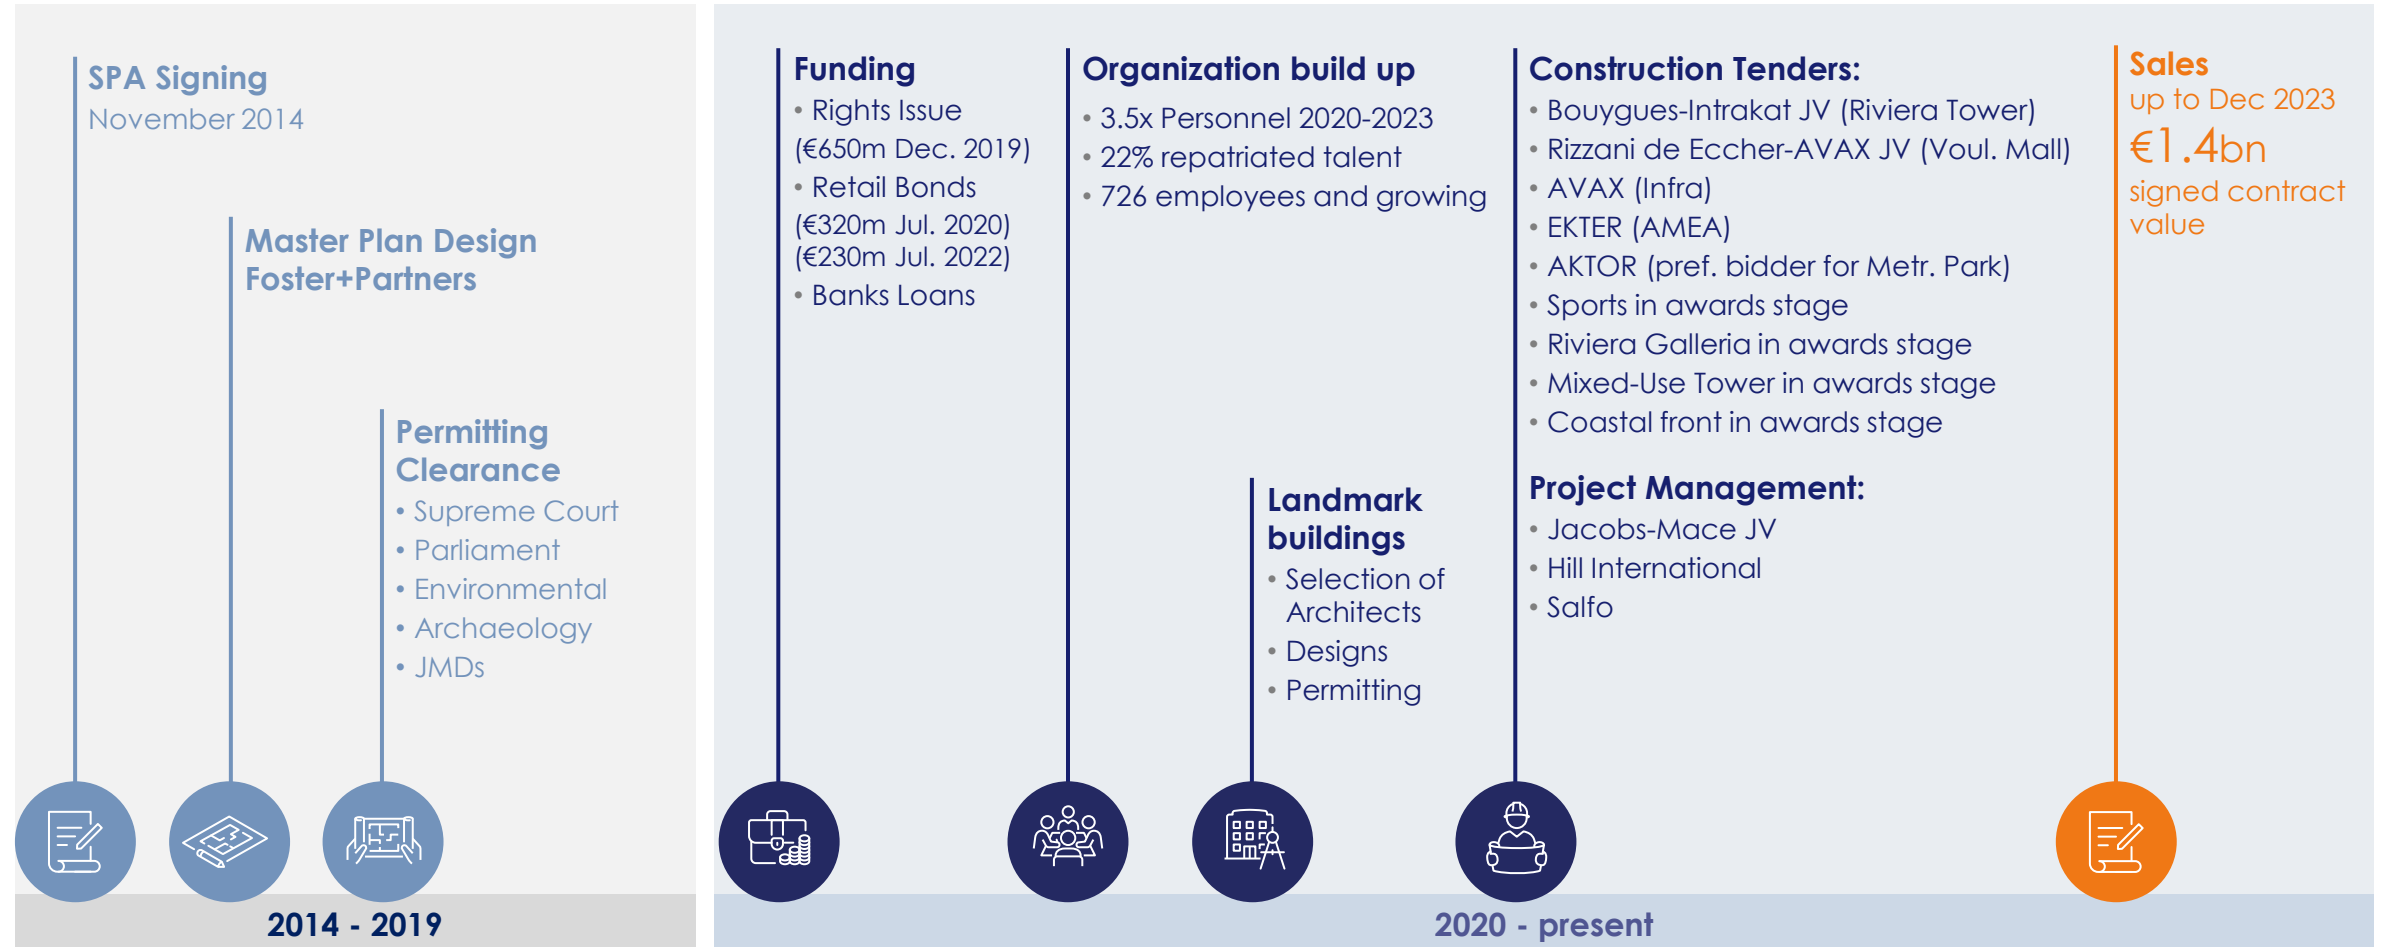 SPA Signing
November 2014
Master Plan Design
Foster+Partners
Permitting
Clearance
• Supreme Court
• Parliament
• Environmental
• Archaeology
• JMDs
2014 - 2019
Funding
• Rights Issue
(€650m Dec. 2019)
• Retail Bonds
(€320m Jul. 2020)
(€230m Jul. 2022)
• Banks Loans
Organization build up
• 3.5x Personnel 2020-2023
• 22% repatriated talent
• 726 employees and growing
Landmark
buildings
• Selection of
Architects
• Designs
• Permitting
Construction Tenders:
• Bouygues-Intrakat JV (Riviera Tower)
• Rizzani de Eccher-AVAX JV (Voul. Mall)
• AVAX (Infra)
• EKTER (AMEA)
• AKTOR (pref. bidder for Metr. Park)
• Sports in awards stage
• Riviera Galleria in awards stage
• Mixed-Use Tower in awards stage
• Coastal front in awards stage
Project Management:
• Jacobs-Mace JV
• Hill International
• Salfo
Sales
up to Dec 2023
€1.4bn
signed contract
value
2020 - present